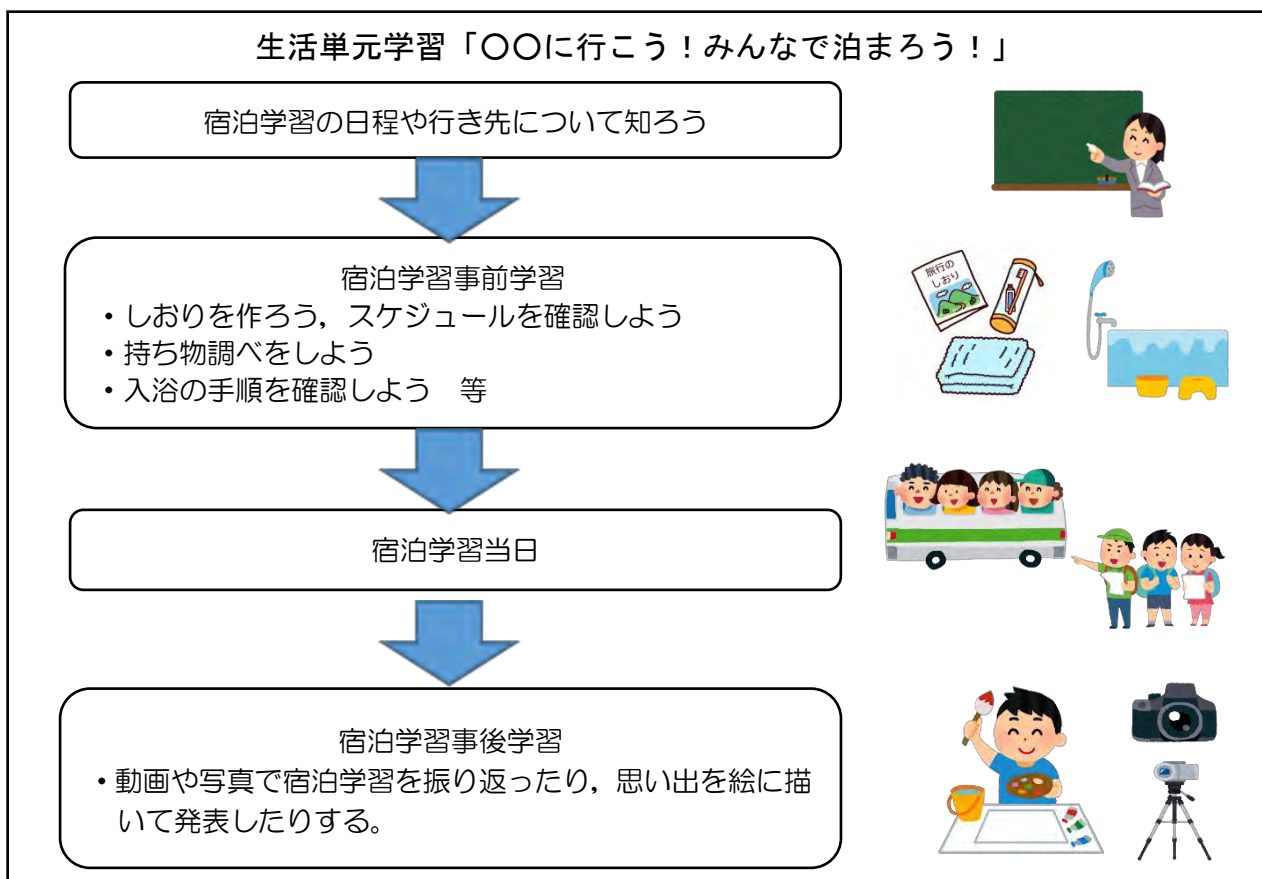 生活単元学習「〇〇に行こう！みんなで泊まろう！」
宿泊学習の日程や行き先について知ろう
宿泊学習事前学習
・しおりを作ろう，スケジュールを確認しよう
・持ち物調べをしよう
・入浴の手順を確認しよう　等
旅行の
しおり
宿泊学習当日
宿泊学習事後学習
・動画や写真で宿泊学習を振り返ったり，思い出を絵に描
いて発表したりする。